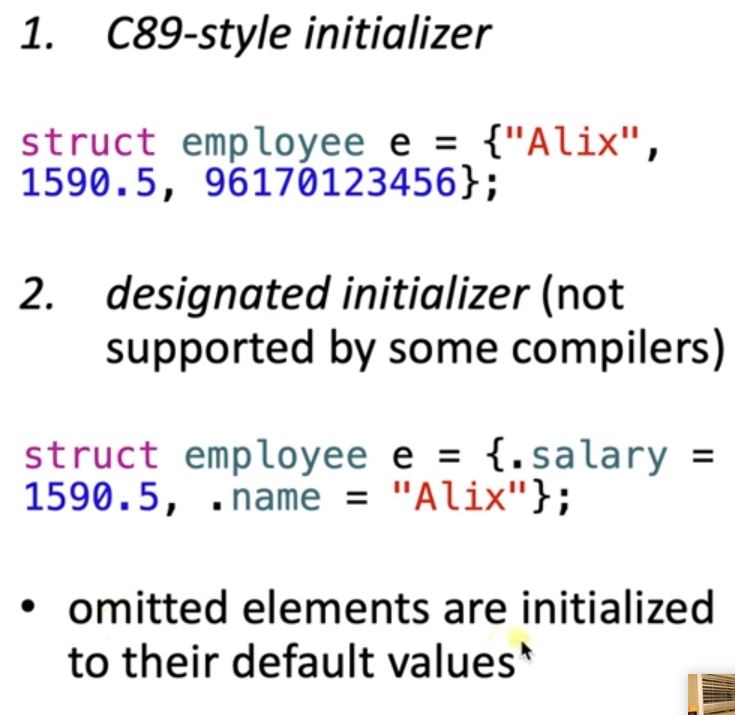 1. C89-style initializer
struct employee e = {"Alix",
1590.5, 96170123456};
2. designated initializer (not
supported by some compilers)
struct employee e = {.salary =
1590.5, .name = "Alix"};
• omitted elements are initialized
to their default values